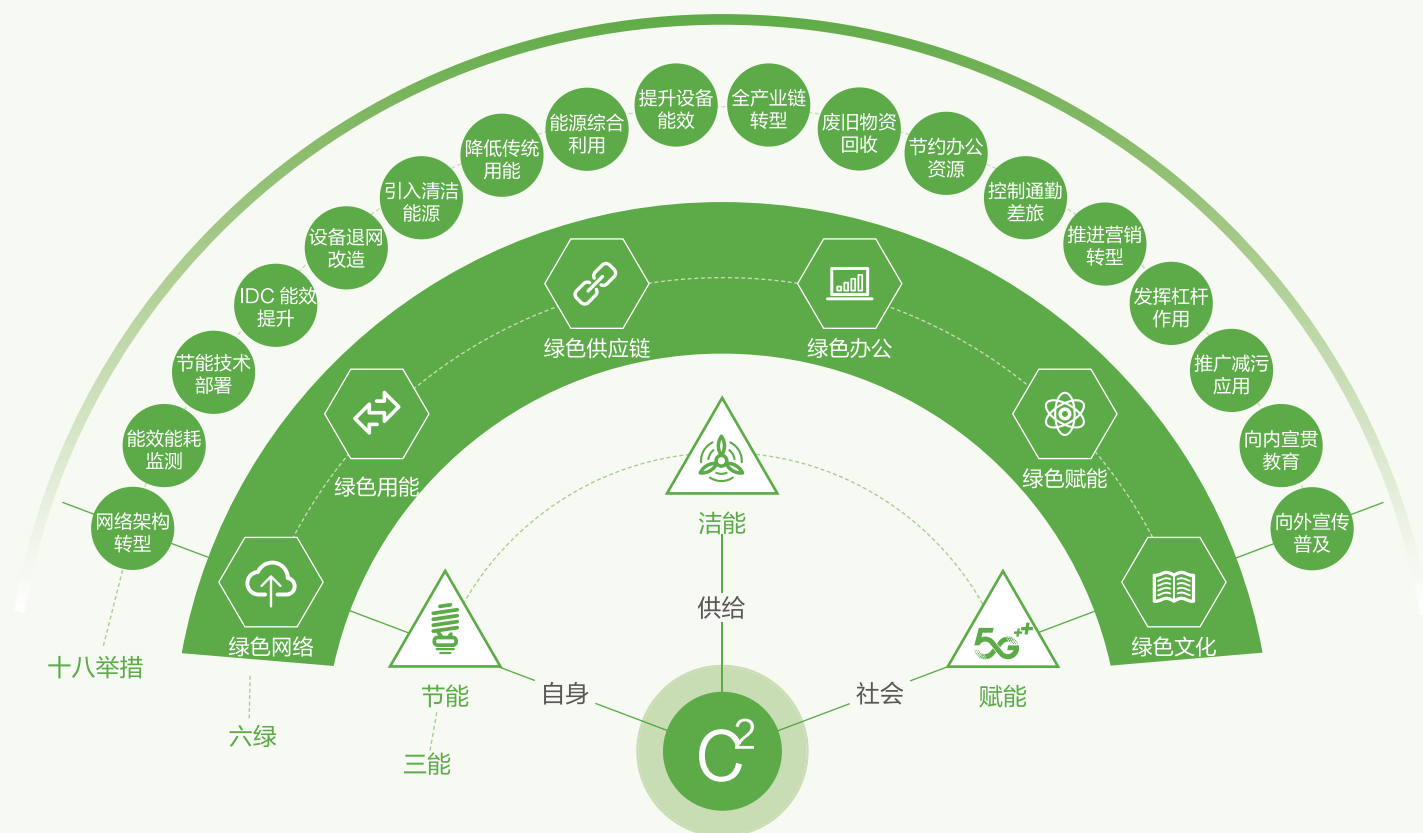 提升设备
能效
全产业链
转型
能源综合
利用
废旧物资
回收
降低传统
用能
节约办公
资源
引入清洁
能源
控制通勤
差旅
设备退网
改造
推进营销
转型
IDC 能效
提升
发挥杠杆
作用
节能技术
部署
推广减污
应用
能效能耗
监测
向内宣贯
教育
网络架构
转型
向外宣传
普及
绿色供应链
绿色办公
绿色用能
绿色赋能
绿色网络
绿色文化
洁能
供给
5G++
十八举措
自身
社会
节能
赋能
C2
六绿
三能